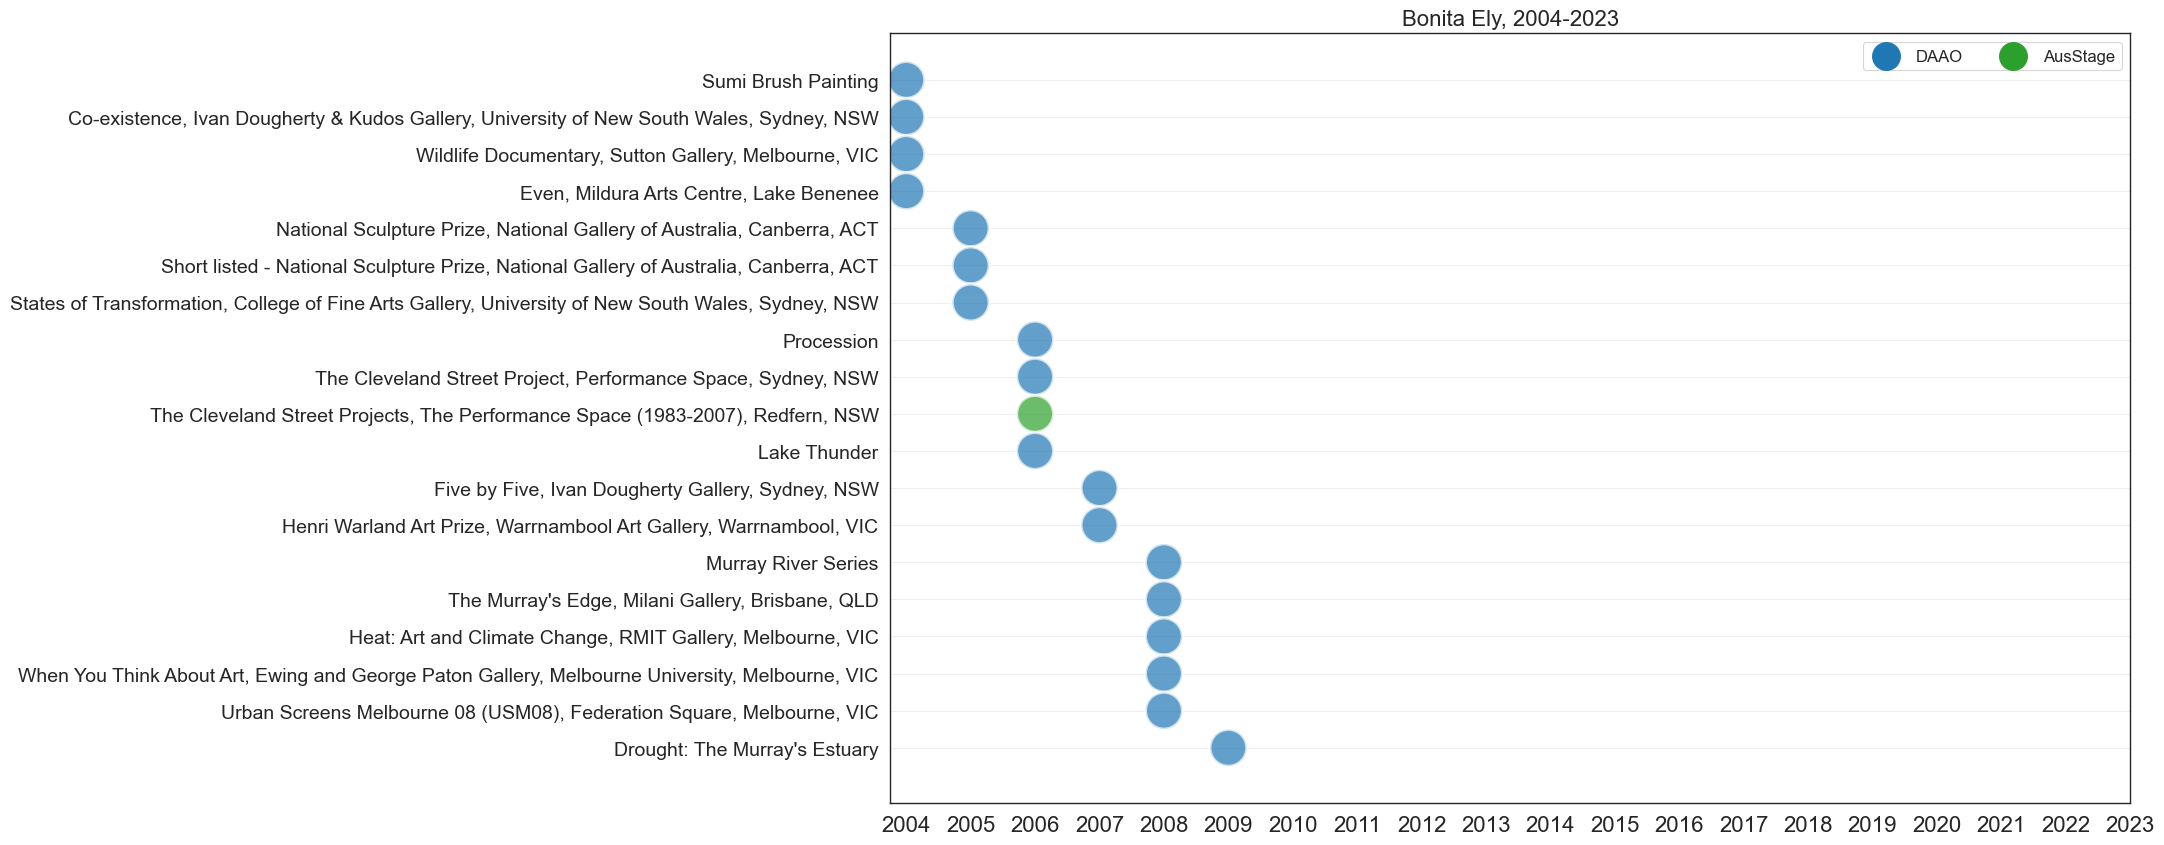 Bonita Ely, 2004-2023
DAAO AusStage
Sumi Brush Painting
Co-existence, Ivan Dougherty & Kudos Gallery, University of New South Wales, Sydney, NSW
Wildlife Documentary, Sutton Gallery, Melbourne, VIC
Even, Mildura Arts Centre, Lake Benenee
National Sculpture Prize, National Gallery of Australia, Canberra, ACT
Short listed - National Sculpture Prize, National Gallery of Australia, Canberra, ACT
States of Transformation, College of Fine Arts Gallery, University of New South Wales, Sydney, NSW
Procession
The Cleveland Street Project, Performance Space, Sydney, NSW
The Cleveland Street Projects, The Performance Space (1983-2007), Redfern, NSW
Lake Thunder
Five by Five, Ivan Dougherty Gallery, Sydney, NSW
Henri Warland Art Prize, Warrnambool Art Gallery, Warrnambool, VIC
Murray River Series
The Murray's Edge, Milani Gallery, Brisbane, QLD
Heat: Art and Climate Change, RMIT Gallery, Melbourne, VIC
When You Think About Art, Ewing and George Paton Gallery, Melbourne University, Melbourne, VIC
Urban Screens Melbourne 08 (USM08), Federation Square, Melbourne, VIC
Drought: The Murray's Estuary
2004 2005 2006 2007 2008 2009 2010 2011 2012 2013 2014 2015 2016 2017 2018 2019 2020 2021 2022 2023